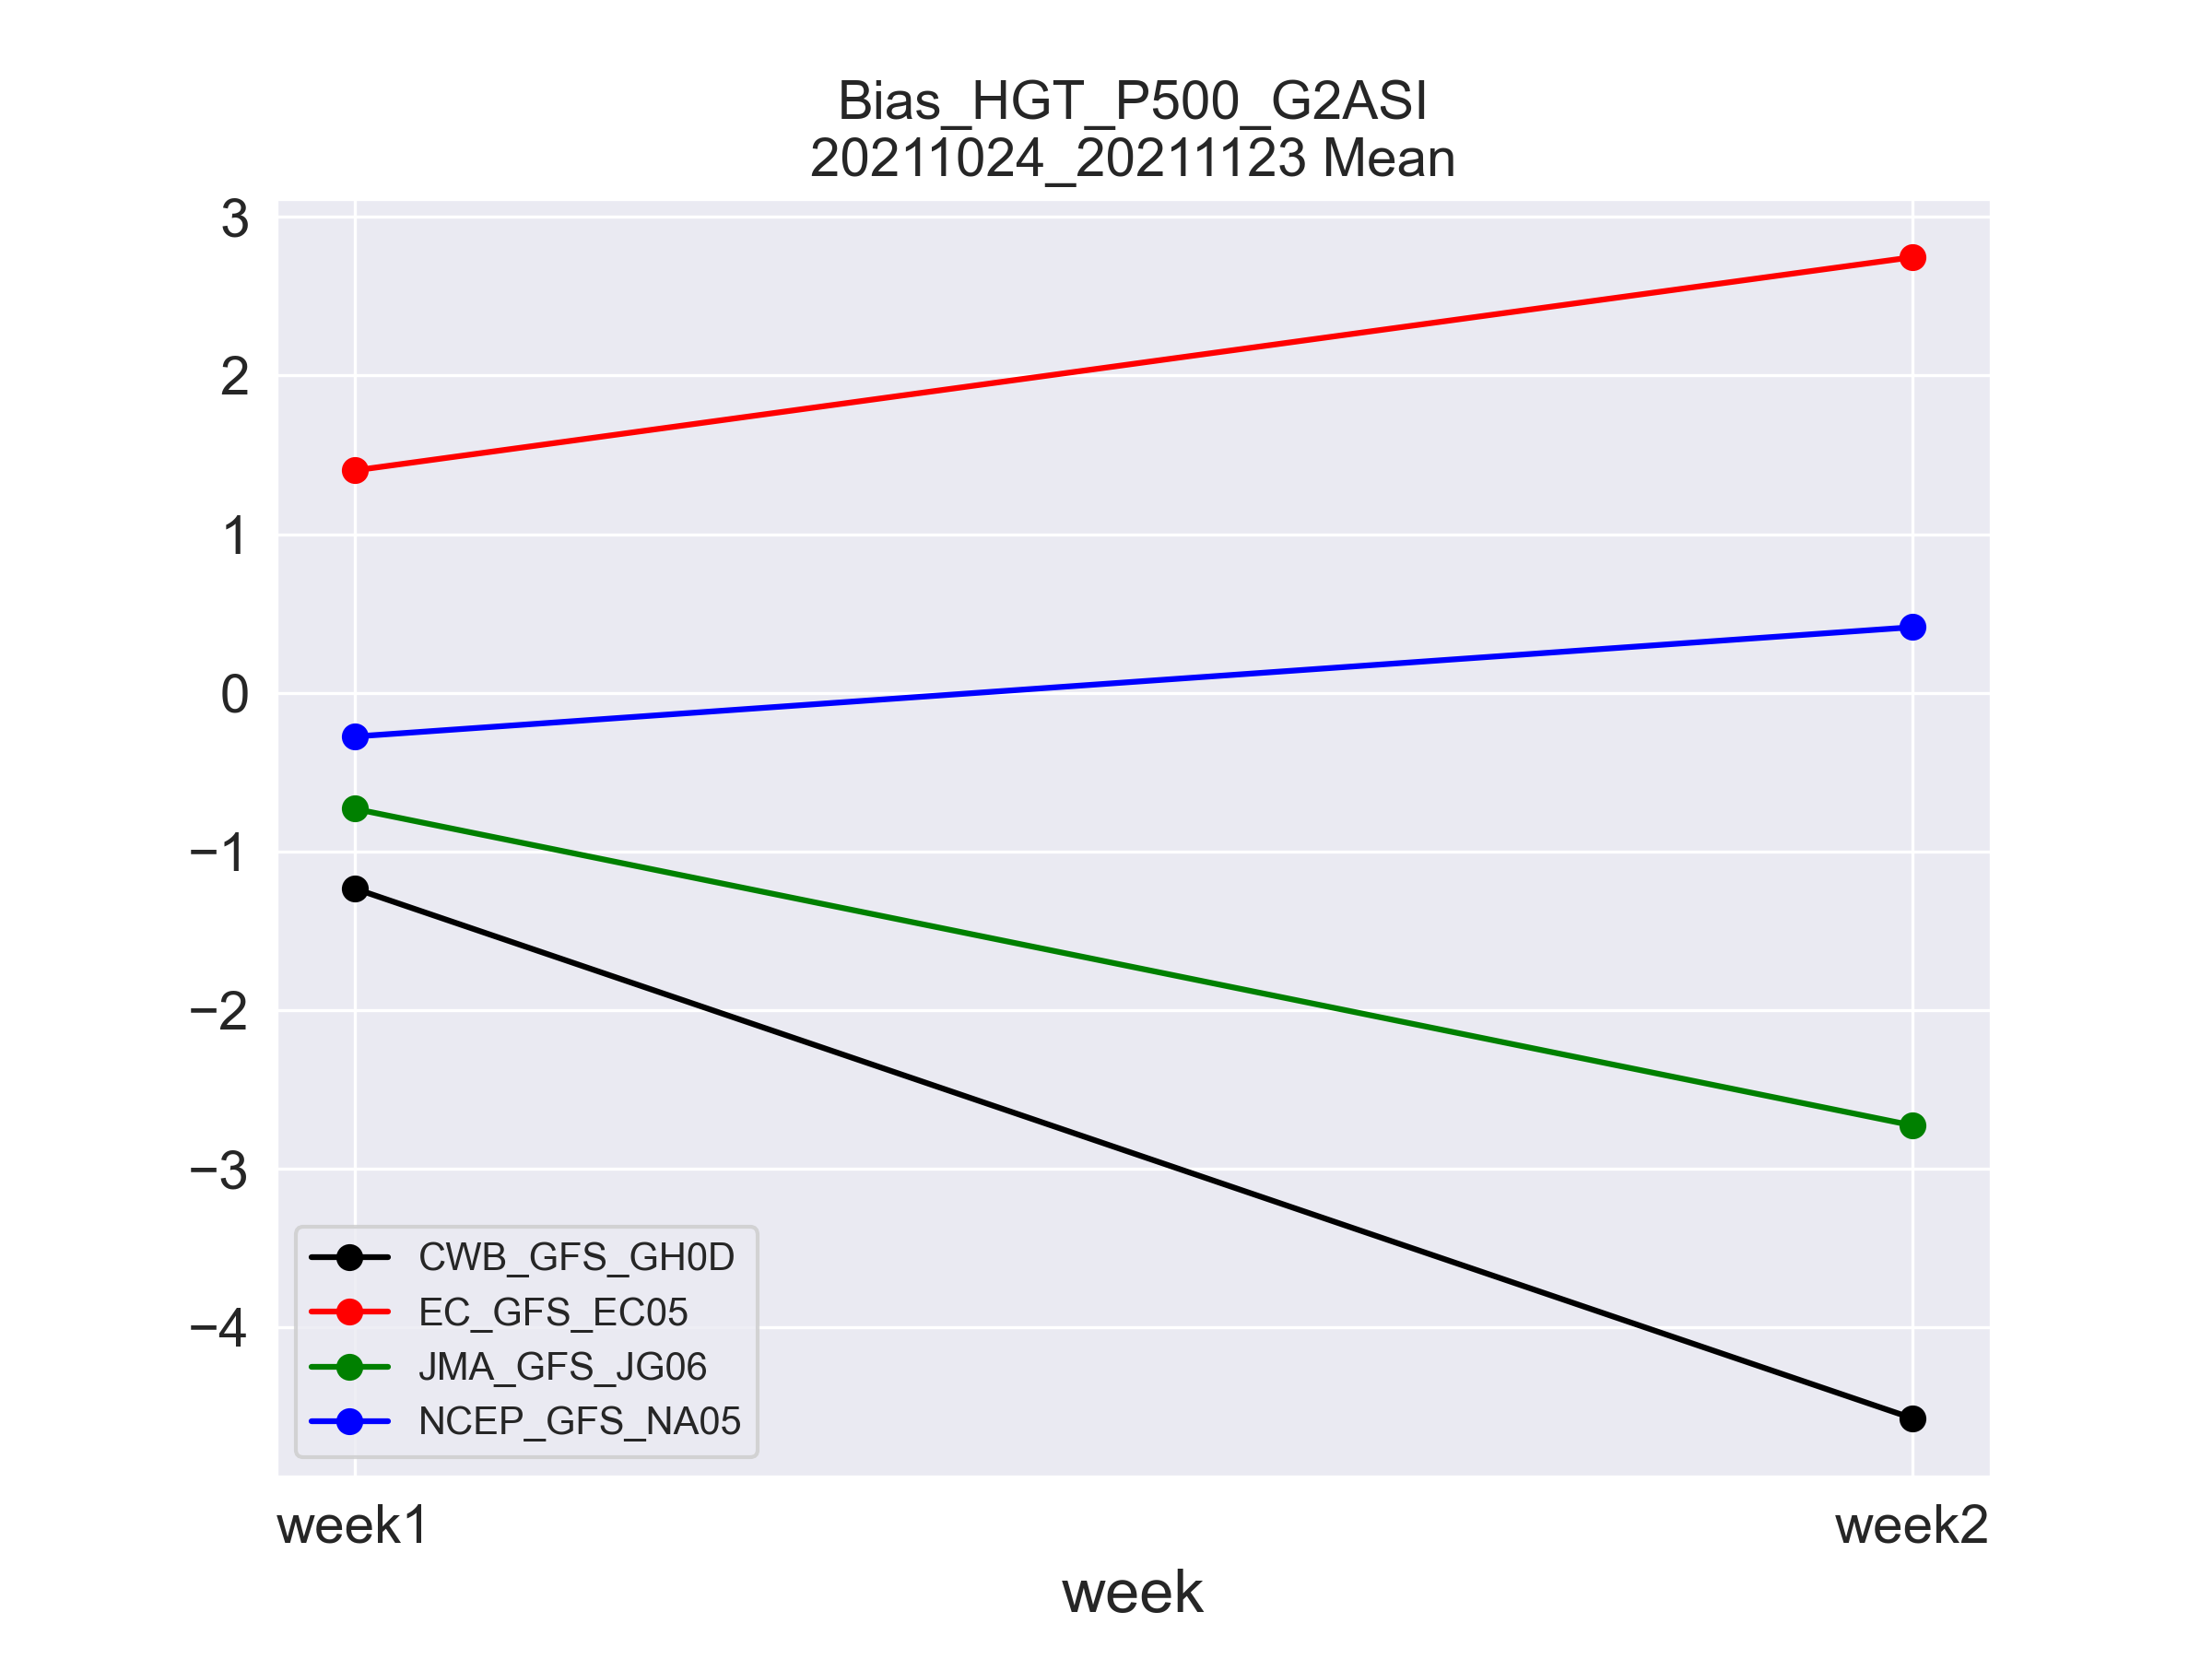 Bias_HGT_P500_G2ASI
20211024_20211123 Mean
3
2
1
0
−1
−2
−3
−4
CWB_GFS_GH0D
EC_GFS_EC05
JMA_GFS_JG06
NCEP_GFS_NA05
week1 week2
week